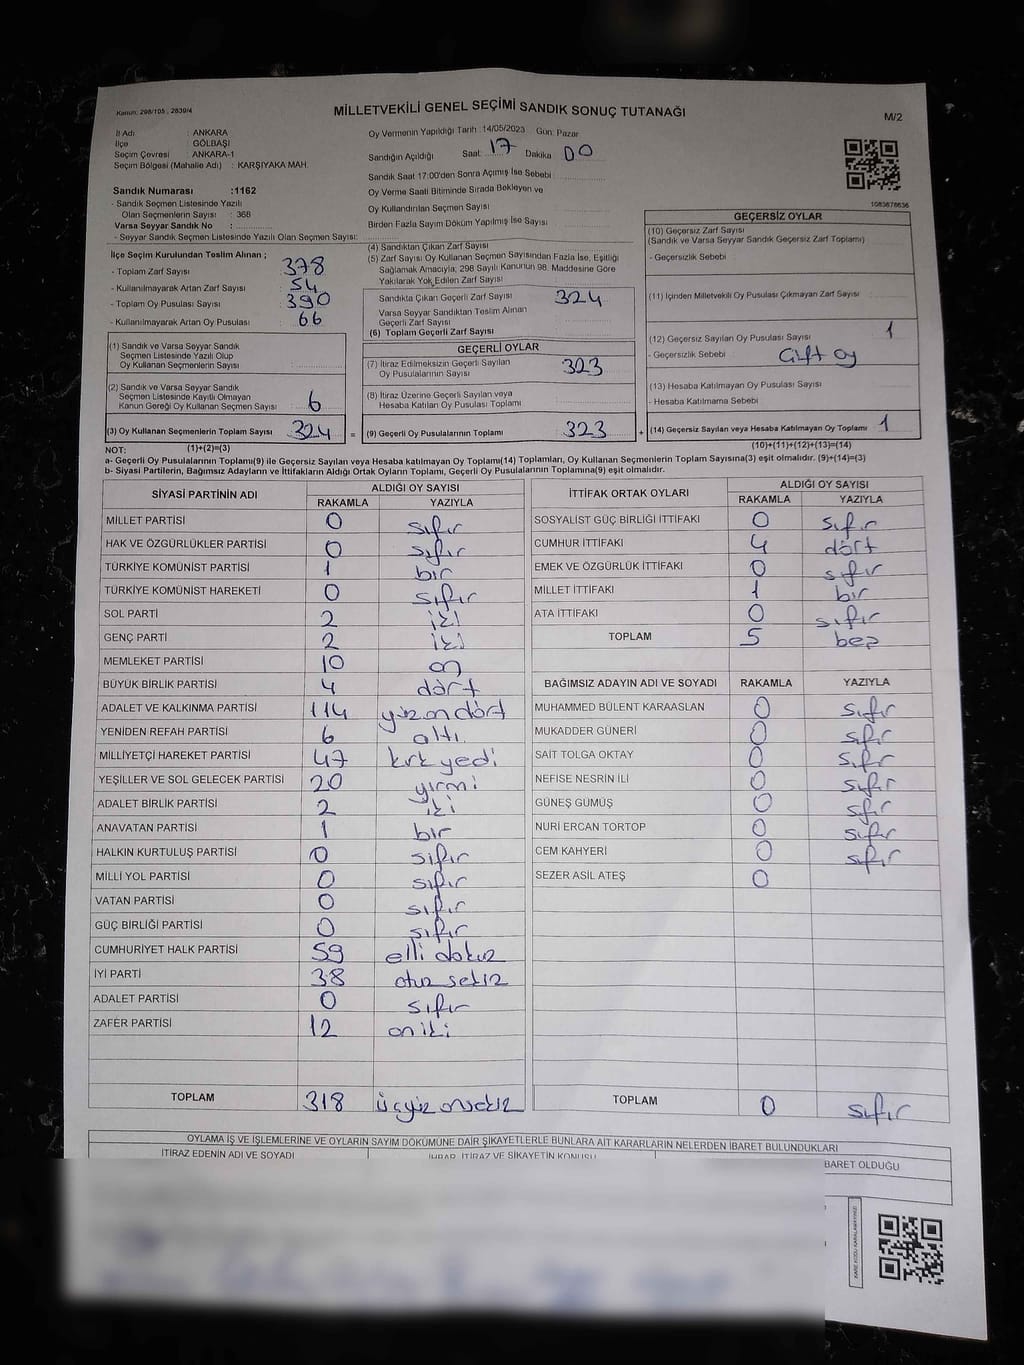 Kanun: 298/105 ; 2839/4
MİLLETVEKİLİ GENEL SEÇİMİ SANDIK SONUÇ TUTANAĞI
M/2
İl Adı : ANKARA
İlçe : GÖLBAŞI
Seçim Çevresi : ANKARA-1
Seçim Bölgesi (Mahalle Adı) : KARŞIYAKA MAH.
Sandık Numarası :1162
- Sandık Seçmen Listesinde Yazılı
Olan Seçmenlerin Sayısı : 368
Varsa Seyyar Sandık No :
- Seyyar Sandık Seçmen Listesinde Yazılı Olan Seçmen Sayısı:
Oy Vermenin Yapıldığı Tarih :14/05/2023 Gün: Pazar
Sandığın Açıldığı Saat: 17 Dakika 00
Sandık Saat 17:00'den Sonra Açmış İse Sebebi :
Oy Verme Saati Bitiminde Sırada Bekleyen ve
Oy Kullandırılan Seçmen Sayısı
Birden Fazla Sayım Döküm Yapılmış İse Sayısı
1083878636
İlçe Seçim Kurulundan Teslim Alınan ;
- Toplam Zarf Sayısı : 378
- Kullanılmayarak Artan Zarf Sayısı : 54
- Toplam Oy Pusulası Sayısı : 390
- Kullanılmayarak Artan Oy Pusulası : 66
(4) Sandıktan Çıkan Zarf Sayısı
(5) Zarf Sayısı Oy Kullanan Seçmen Sayısından Fazla İse, Eşitliği
Sağlamak Amacıyla; 298 Sayılı Kanunun 98. Maddesine Göre
Yakılarak Yok Edilen Zarf Sayısı
Sandıkta Çıkan Geçerli Zarf Sayısı 324
Varsa Seyyar Sandıktan Teslim Alınan
Geçerli Zarf Sayısı
(6) Toplam Geçerli Zarf Sayısı
GEÇERSİZ OYLAR
(10) Geçersiz Zarf Sayısı
(Sandık ve Varsa Seyyar Sandık Geçersiz Zarf Toplamı)
- Geçersizlik Sebebi
(11) İçinden Milletvekili Oy Pusulası Çıkmayan Zarf Sayısı
(12) Geçersiz Sayılan Oy Pusulası Sayısı 1
- Geçersizlik Sebebi Çift oy
(13) Hesaba Katılmayan Oy Pusulası Sayısı
- Hesaba Katılmama Sebebi
(14) Geçersiz Sayılan veya Hesaba Katılmayan Oy Toplamı 1
(10)+(11)+(12)+(13)=(14)
(1) Sandık ve Varsa Seyyar Sandık
Seçmen Listesinde Yazılı Olup
Oy Kullanan Seçmenlerin Sayısı :
(2) Sandık ve Varsa Seyyar Sandık
Seçmen Listesinde Kayıtlı Olmayan
Kanun Gereği Oy Kullanan Seçmen Sayısı 6
(3) Oy Kullanan Seçmenlerin Toplam Sayısı 324 =
(1)+(2)=(3)
GEÇERLİ OYLAR
(7) İtiraz Edilmeksizin Geçerli Sayılan
Oy Pusulalarının Sayısı 323
(8) İtiraz Üzerine Geçerli Sayılan veya
Hesaba Katılan Oy Pusulası Toplamı
(9) Geçerli Oy Pusulalarının Toplamı 323 +
NOT:
a- Geçerli Oy Pusulalarının Toplamı(9) ile Geçersiz Sayılan veya Hesaba katılmayan Oy Toplamı(14) Toplamları, Oy Kullanan Seçmenlerin Toplam Sayısına(3) eşit olmalıdır. (9)+(14)=(3)
b- Siyasi Partilerin, Bağımsız Adayların ve İttifakların Aldığı Ortak Oyların Toplamı, Geçerli Oy Pusulalarının Toplamına(9) eşit olmalıdır.
SİYASİ PARTİNİN ADI ALDIĞI OY SAYISI
RAKAMLA YAZIYLA
MİLLET PARTİSİ 0 sıfır
HAK VE ÖZGÜRLÜKLER PARTİSİ 0 sıfır
TÜRKİYE KOMÜNİST PARTİSİ 1 bir
TÜRKİYE KOMÜNİST HAREKETİ 0 sıfır
SOL PARTİ 2 iki
GENÇ PARTİ 2 iki
MEMLEKET PARTİSİ 10 on
BÜYÜK BİRLİK PARTİSİ 4 dört
ADALET VE KALKINMA PARTİSİ 114 yüz on dört
YENİDEN REFAH PARTİSİ 6 altı
MİLLİYETÇİ HAREKET PARTİSİ 47 kırk yedi
YEŞİLLER VE SOL GELECEK PARTİSİ 20 yirmi
ADALET BİRLİK PARTİSİ 2 iki
ANAVATAN PARTİSİ 1 bir
HALKIN KURTULUŞ PARTİSİ 0 sıfır
MİLLİ YOL PARTİSİ 0 sıfır
VATAN PARTİSİ 0 sıfır
GÜÇ BİRLİĞİ PARTİSİ 0 sıfır
CUMHURİYET HALK PARTİSİ 59 elli dokuz
İYİ PARTİ 38 otuz sekiz
ADALET PARTİSİ 0 sıfır
ZAFER PARTİSİ 12 on iki
TOPLAM 318 üçyüz onsekiz
İTTİFAK ORTAK OYLARI ALDIĞI OY SAYISI
RAKAMLA YAZIYLA
SOSYALİST GÜÇ BİRLİĞİ İTTİFAKI 0 sıfır
CUMHUR İTTİFAKI 4 dört
EMEK VE ÖZGÜRLÜK İTTİFAKI 0 sıfır
MİLLET İTTİFAKI 1 bir
ATA İTTİFAKI 0 sıfır
TOPLAM 5 beş
BAĞIMSIZ ADAYIN ADI VE SOYADI RAKAMLA YAZIYLA
MUHAMMED BÜLENT KARAASLAN 0 sıfır
MUKADDER GÜNERİ 0 sıfır
SAİT TOLGA OKTAY 0 sıfır
NEFİSE NESRİN İLİ 0 sıfır
GÜNEŞ GÜMÜŞ 0 sıfır
NURİ ERCAN TORTOP 0 sıfır
CEM KAHYERİ 0 sıfır
SEZER ASİL ATEŞ 0
TOPLAM 0 sıfır
OYLAMA İŞ VE İŞLEMLERİNE VE OYLARIN SAYIM DÖKÜMÜNE DAİR ŞİKAYETLERLE BUNLARA AİT KARARLARIN NELERDEN İBARET BULUNDUKLARI
İTİRAZ EDENİN ADI VE SOYADI İHBAR, İTİRAZ VE ŞİKAYETİN KONUSU BARET OLDUĞU